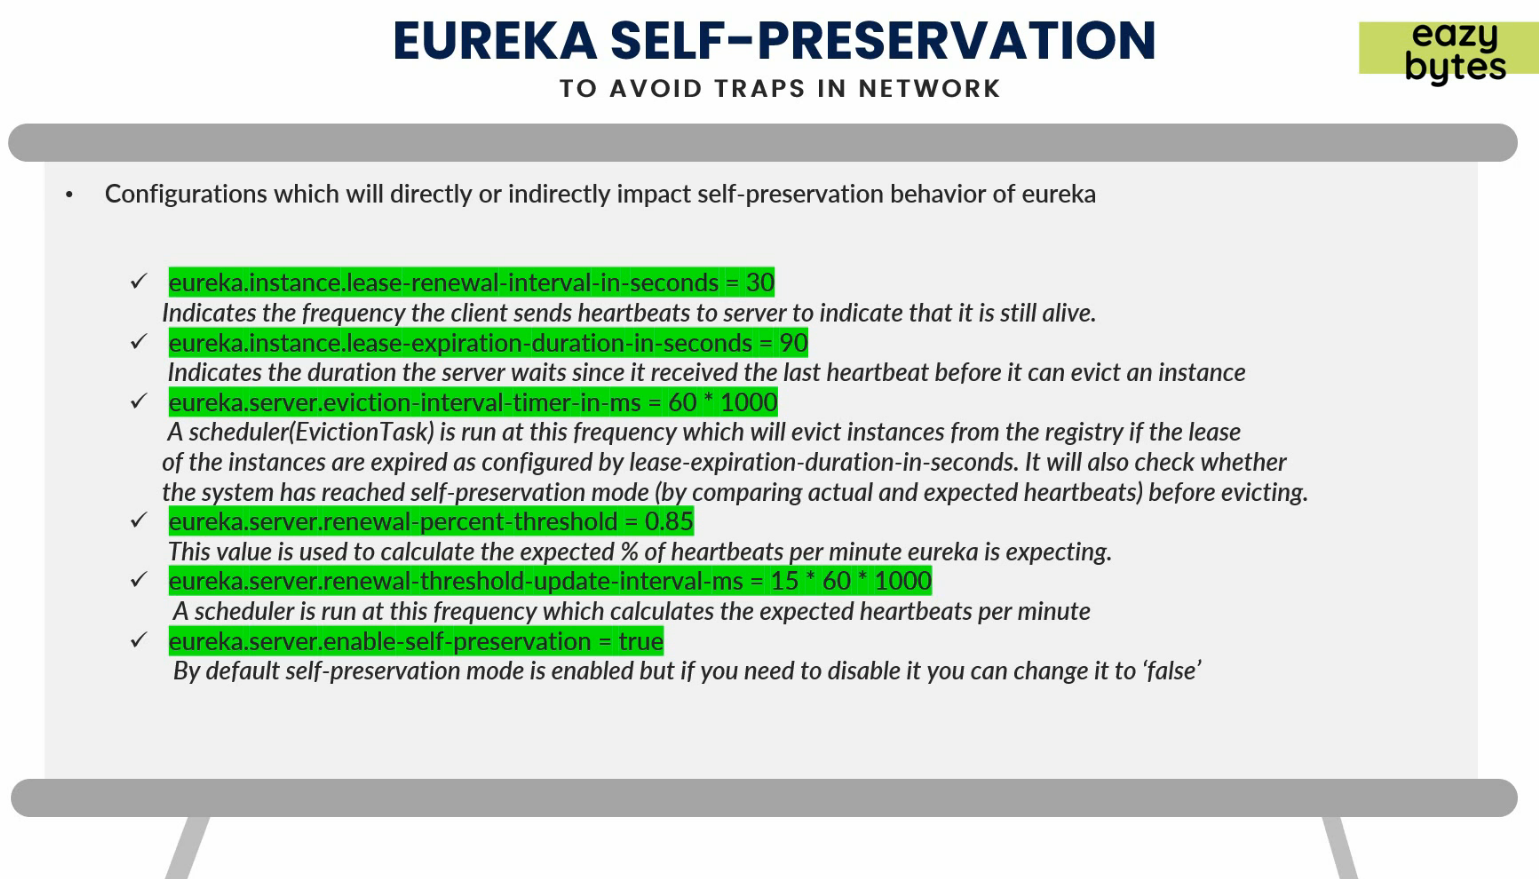 EUREKA SELF-PRESERVATION
TO AVOID TRAPS IN NETWORK
eazy
bytes
• Configurations which will directly or indirectly impact self-preservation behavior of eureka
✓ eureka.instance.lease-renewal-interval-in-seconds = 30
Indicates the frequency the client sends heartbeats to server to indicate that it is still alive.
✓ eureka.instance.lease-expiration-duration-in-seconds = 90
Indicates the duration the server waits since it received the last heartbeat before it can evict an instance
✓ eureka.server.eviction-interval-timer-in-ms = 60 * 1000
A scheduler(EvictionTask) is run at this frequency which will evict instances from the registry if the lease
of the instances are expired as configured by lease-expiration-duration-in-seconds. It will also check whether
the system has reached self-preservation mode (by comparing actual and expected heartbeats) before evicting.
✓ eureka.server.renewal-percent-threshold = 0.85
This value is used to calculate the expected % of heartbeats per minute eureka is expecting.
✓ eureka.server.renewal-threshold-update-interval-ms = 15 * 60 * 1000
A scheduler is run at this frequency which calculates the expected heartbeats per minute
✓ eureka.server.enable-self-preservation = true
By default self-preservation mode is enabled but if you need to disable it you can change it to ‘false’